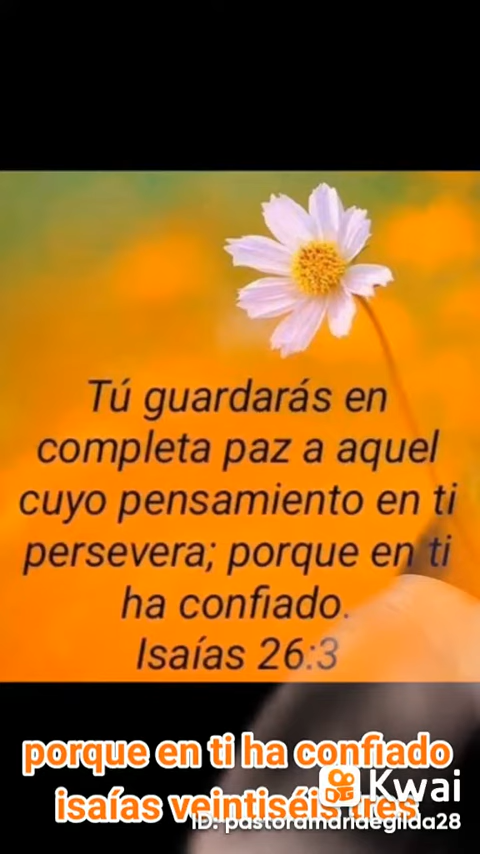 Tú guardarás en
completa paz a aquel
cuyo pensamiento en ti
persevera; porque en ti
ha confiado.
Isaías 26:3
porque en ti ha confiado
isaías veintiséis tres
Kwai
ID: pastoramariaegilda28